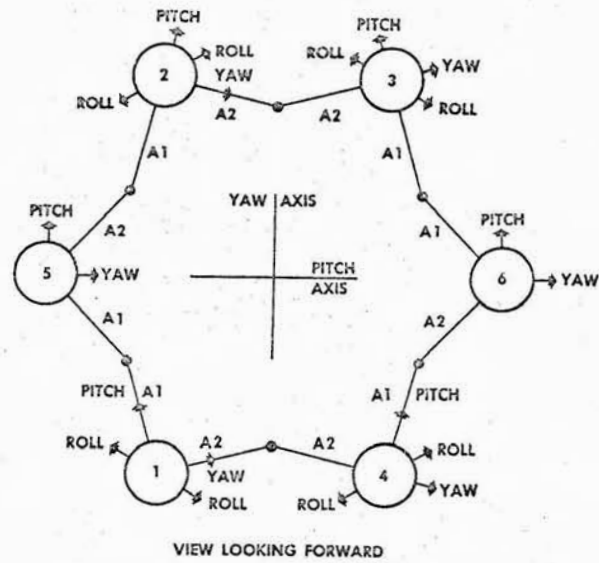 PITCH
PITCH
2
ROLL
YAW
ROLL
A2
ROLL
3
YAW
ROLL
A2
A1
A1
PITCH
A2
YAW AXIS
A1
PITCH
5
YAW
PITCH
AXIS
6
YAW
A1
A2
PITCH
A1
A1
PITCH
ROLL
1
A2
YAW
ROLL
A2
4
ROLL
YAW
ROLL
VIEW LOOKING FORWARD